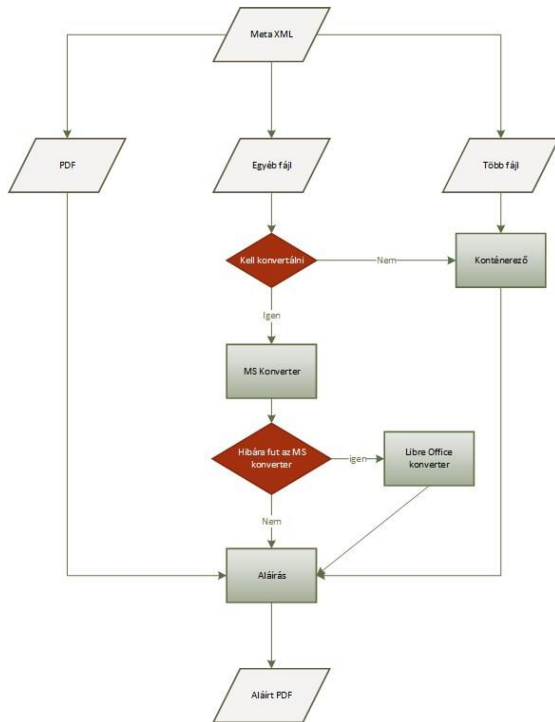 Meta XML
PDF
Egyéb fájl
Több fájl
Kell konvertálni
Nem
Konténerező
Igen
MS Konverter
Hibára fut az MS
konverter
igen
Libre Office
konverter
Nem
Aláírás
Aláírt PDF